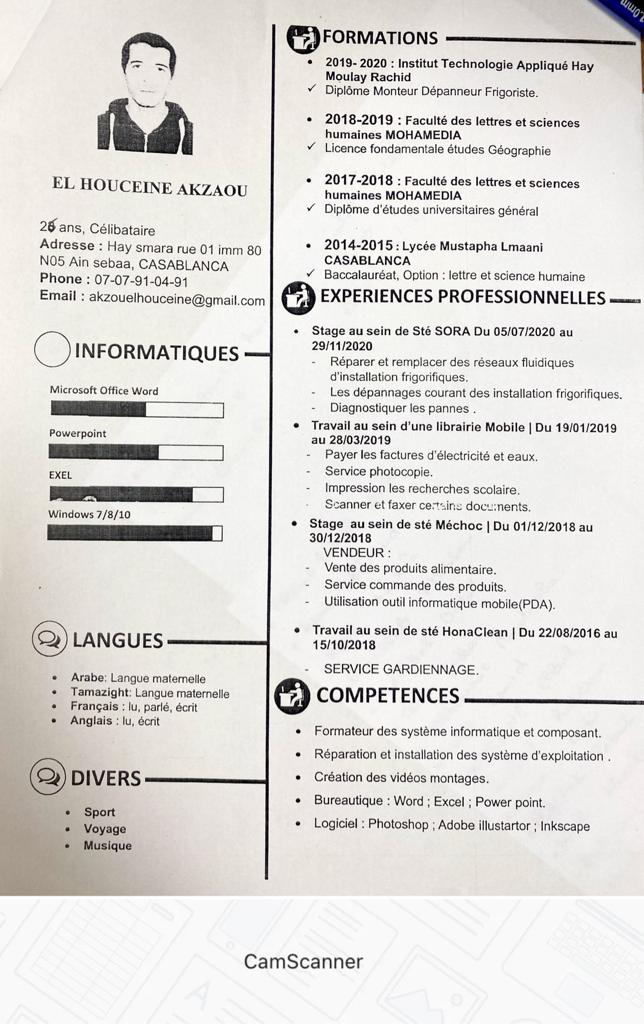 EL HOUCEINE AKZAOU
ans, Célibataire
Adresse : Hay smara rue 01 imm 80
N05 Ain sebaa, CASABLANCA
Phone : 07-07-91-04-91
Email : akzouelhouceine@gmail.com
INFORMATIQUES
Microsoft Office Word
Powerpoint
EXEL
Windows 7/8/10
LANGUES
• Arabe: Langue maternelle
• Tamazight: Langue maternelle
• Français : lu, parlé, écrit
• Anglais : lu, écrit
DIVERS
• Sport
• Voyage
• Musique
FORMATIONS
• 2019- 2020 : Institut Technologie Appliqué Hay
Moulay Rachid
✓ Diplôme Monteur Dépanneur Frigoriste.
• 2018-2019 : Faculté des lettres et sciences
humaines MOHAMEDIA
✓ Licence fondamentale études Géographie
• 2017-2018 : Faculté des lettres et sciences
humaines MOHAMEDIA
✓ Diplôme d'études universitaires général
• 2014-2015 : Lycée Mustapha Lmaani
CASABLANCA
✓ Baccalauréat, Option : lettre et science humaine
EXPERIENCES PROFESSIONNELLES
• Stage au sein de Sté SORA Du 05/07/2020 au
29/11/2020
- Réparer et remplacer des réseaux fluidiques
d'installation frigorifiques.
- Les dépannages courant des installation frigorifiques.
- Diagnostiquer les pannes .
• Travail au sein d'une librairie Mobile | Du 19/01/2019
au 28/03/2019
- Payer les factures d'électricité et eaux.
- Service photocopie.
- Impression les recherches scolaire.
- Scanner et faxer certains documents.
• Stage au sein de sté Méchoc | Du 01/12/2018 au
30/12/2018
VENDEUR :
- Vente des produits alimentaire.
- Service commande des produits.
- Utilisation outil informatique mobile(PDA).
• Travail au sein de sté HonaClean | Du 22/08/2016 au
15/10/2018
- SERVICE GARDIENNAGE.
COMPETENCES
• Formateur des système informatique et composant.
• Réparation et installation des système d'exploitation .
• Création des vidéos montages.
• Bureautique : Word ; Excel ; Power point.
• Logiciel : Photoshop ; Adobe illustartor ; Inkscape
CamScanner